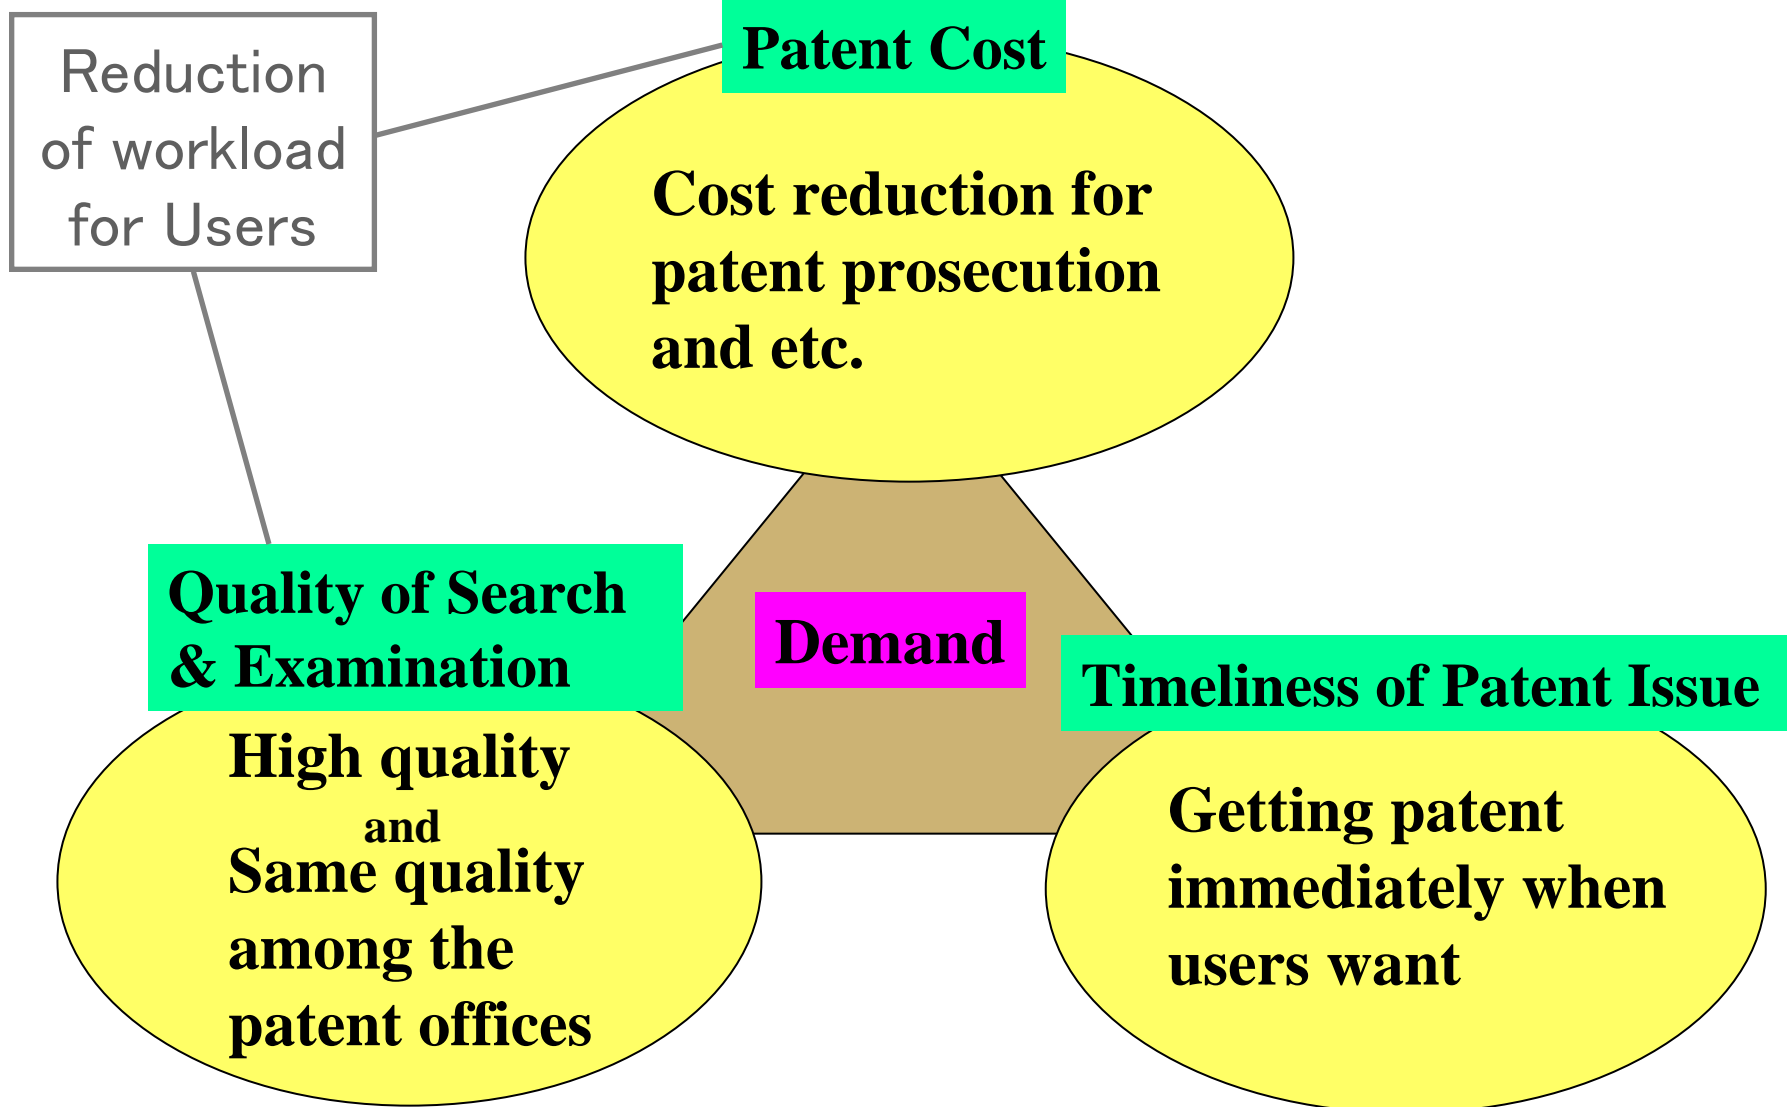 Reduction
of workload
for Users
Patent Cost
Cost reduction for
patent prosecution
and etc.
Quality of Search
& Examination
High quality
and
Same quality
among the
patent offices
Demand
Timeliness of Patent Issue
Getting patent
immediately when
users want